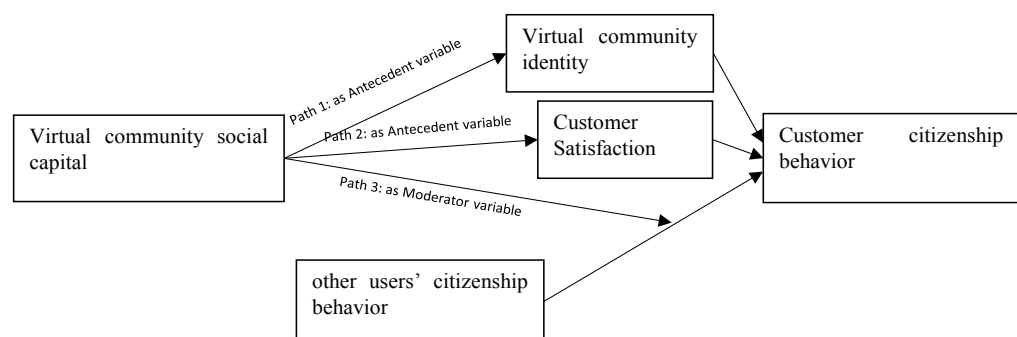 Virtual community
identity
Path 1: as Antecedent variable
Virtual community social
capital
Path 2: as Antecedent variable
Customer
Satisfaction
Customer citizenship
behavior
Path 3: as Moderator variable
other users’ citizenship
behavior